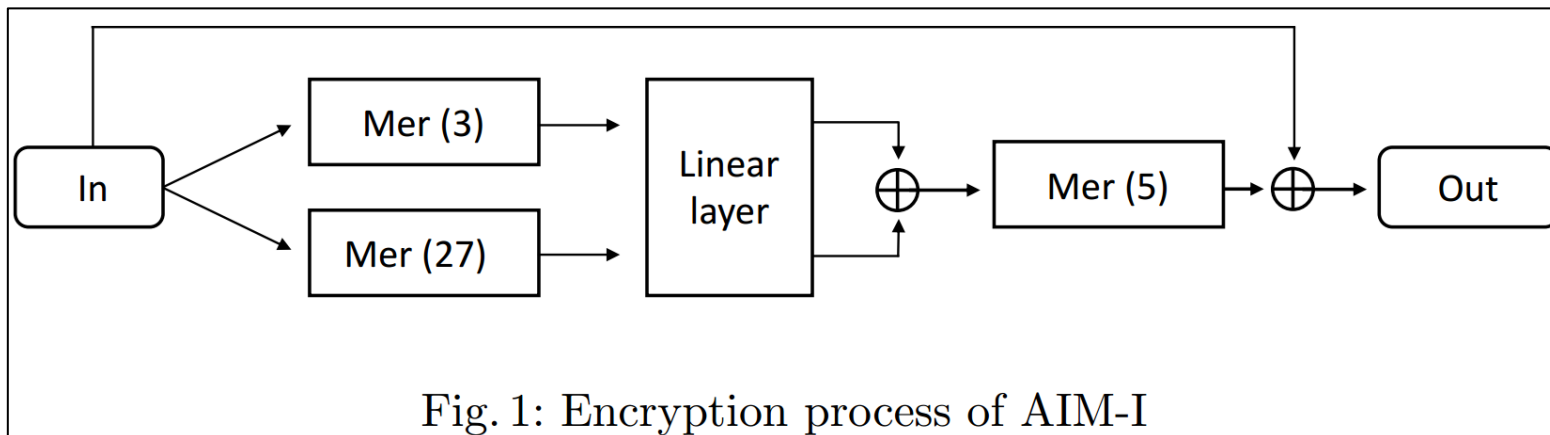 In
Mer (3)
Mer (27)
Linear
layer
Mer (5)
Out
Fig. 1: Encryption process of AIM-I